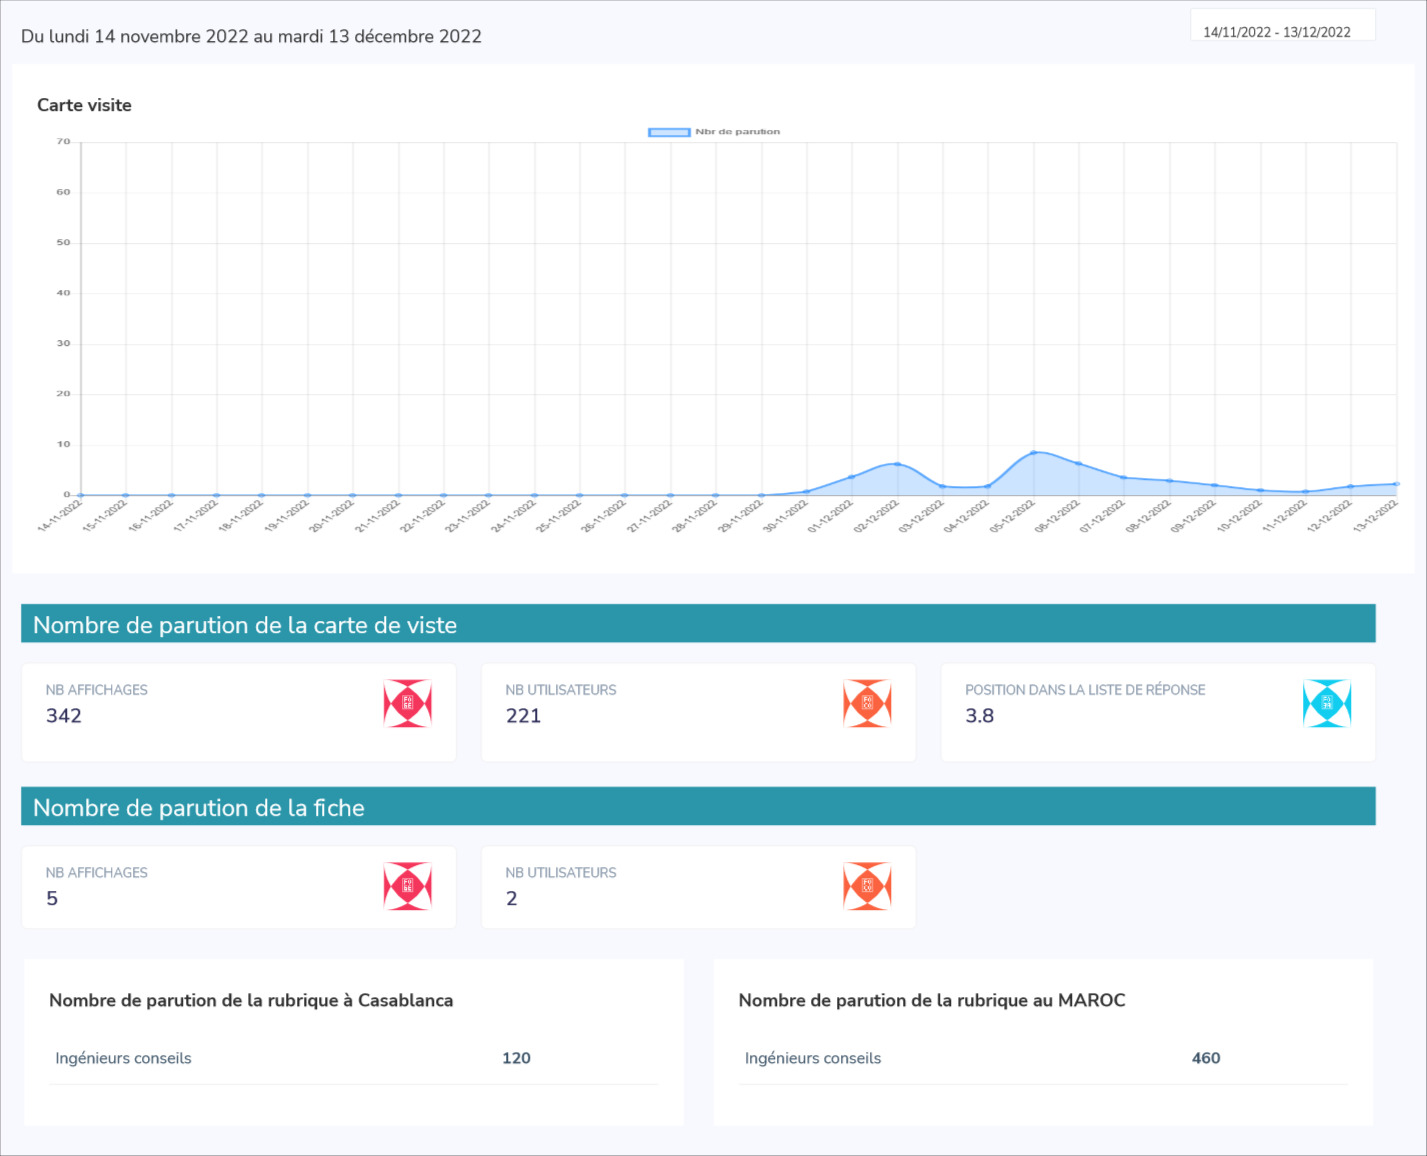 Du lundi 14 novembre 2022 au mardi 13 décembre 2022
14/11/2022 - 13/12/2022
Carte visite
Nbr de parution
70
60
50
40
30
20
10
0
14-11-2022
15-11-2022
16-11-2022
17-11-2022
18-11-2022
19-11-2022
20-11-2022
21-11-2022
22-11-2022
23-11-2022
24-11-2022
25-11-2022
26-11-2022
27-11-2022
28-11-2022
29-11-2022
30-11-2022
01-12-2022
02-12-2022
03-12-2022
04-12-2022
05-12-2022
06-12-2022
07-12-2022
08-12-2022
09-12-2022
10-12-2022
11-12-2022
12-12-2022
13-12-2022
Nombre de parution de la carte de viste
NB AFFICHAGES
342
NB UTILISATEURS
221
POSITION DANS LA LISTE DE RÉPONSE
3.8
Nombre de parution de la fiche
NB AFFICHAGES
5
NB UTILISATEURS
2
Nombre de parution de la rubrique à Casablanca
Ingénieurs conseils 120
Nombre de parution de la rubrique au MAROC
Ingénieurs conseils 460